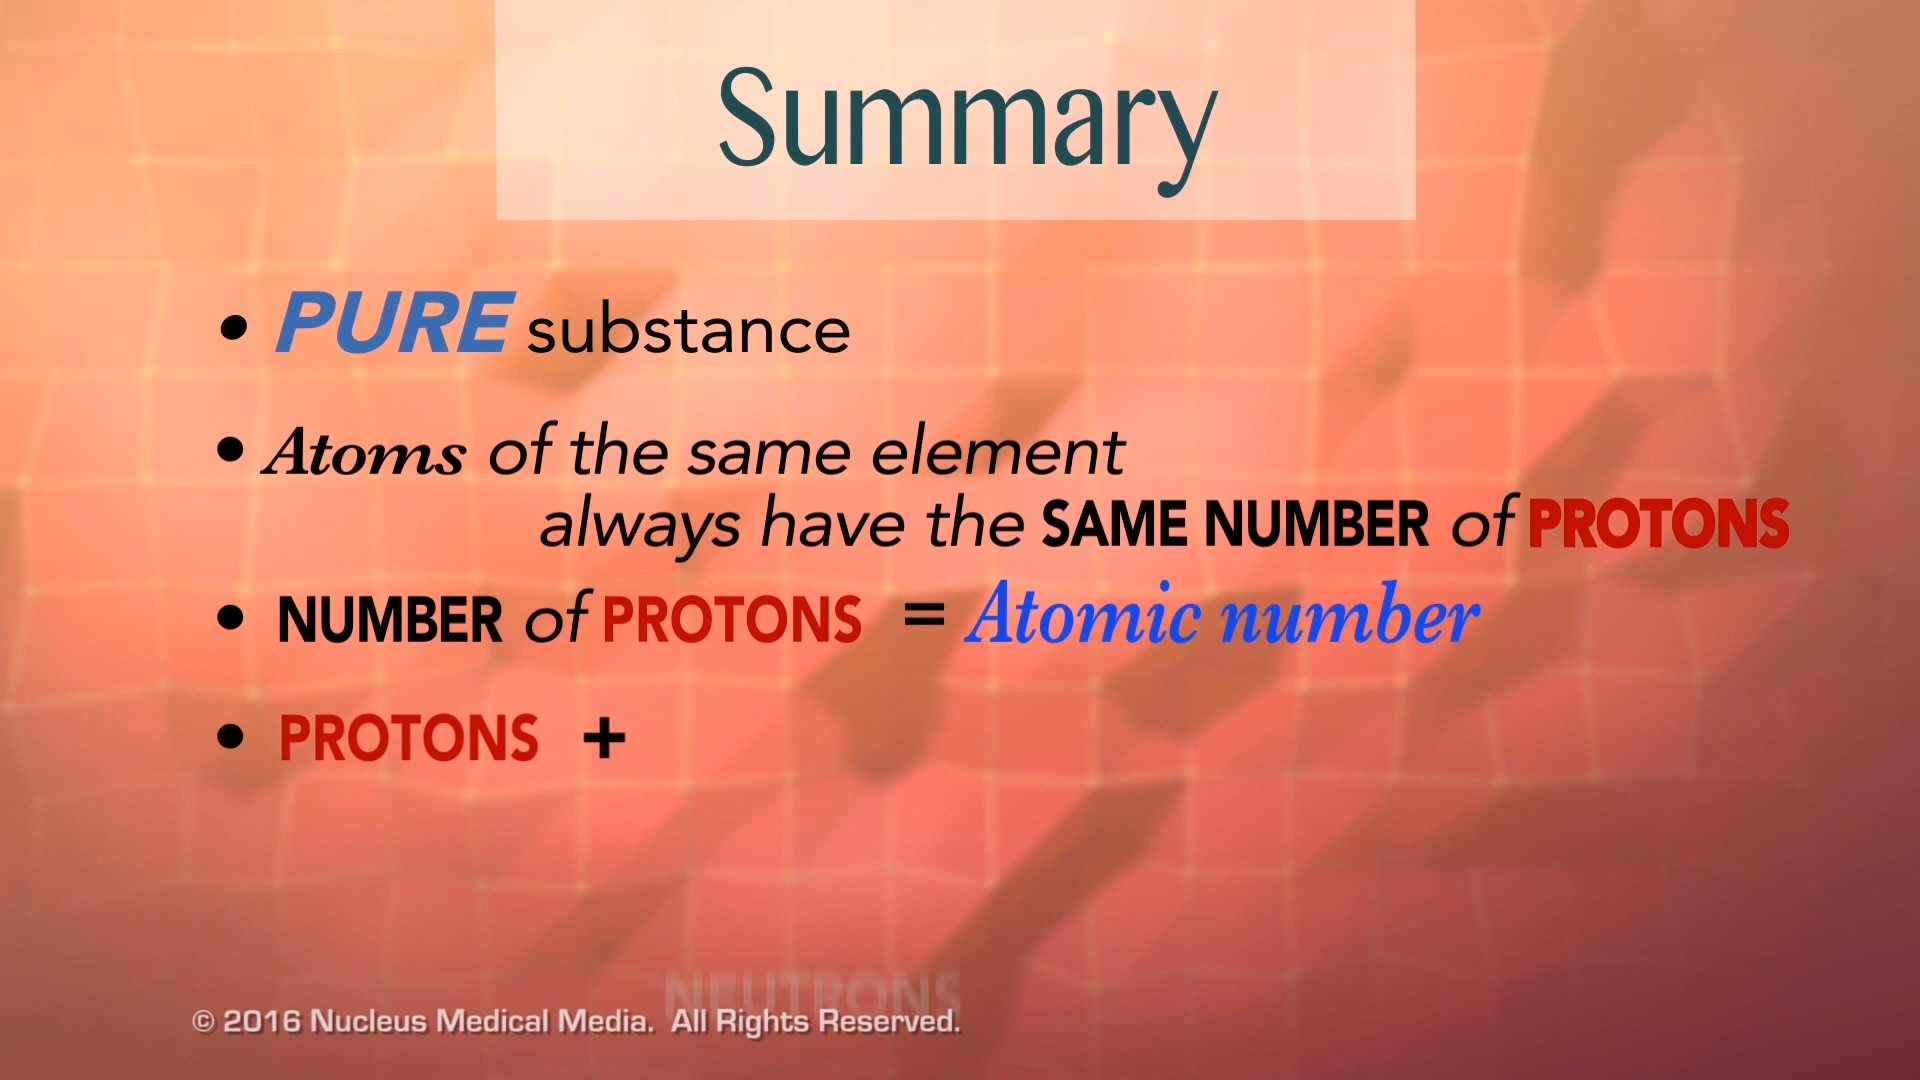 Summary
• PURE substance
• Atoms of the same element
always have the SAME NUMBER of PROTONS
• NUMBER of PROTONS = Atomic number
• PROTONS +
NEUTRONS
© 2016 Nucleus Medical Media. All Rights Reserved.